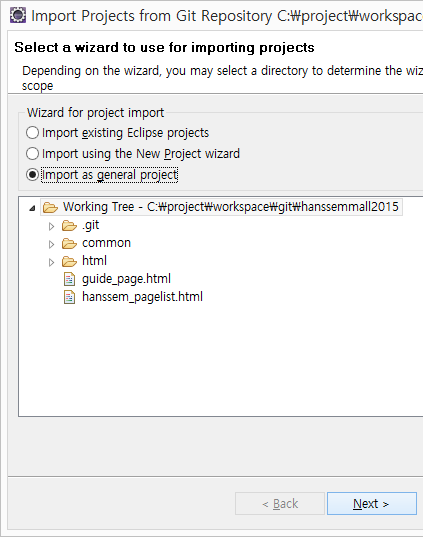 Import Projects from Git Repository C:₩project₩workspace
Select a wizard to use for importing projects
Depending on the wizard, you may select a directory to determine the wiz
scope
Wizard for project import
Import existing Eclipse projects
Import using the New Project wizard
Import as general project
Working Tree - C:₩project₩workspace₩git₩hanssemmall2015
.git
common
html
guide_page.html
hanssem_pagelist.html
< Back
Next >